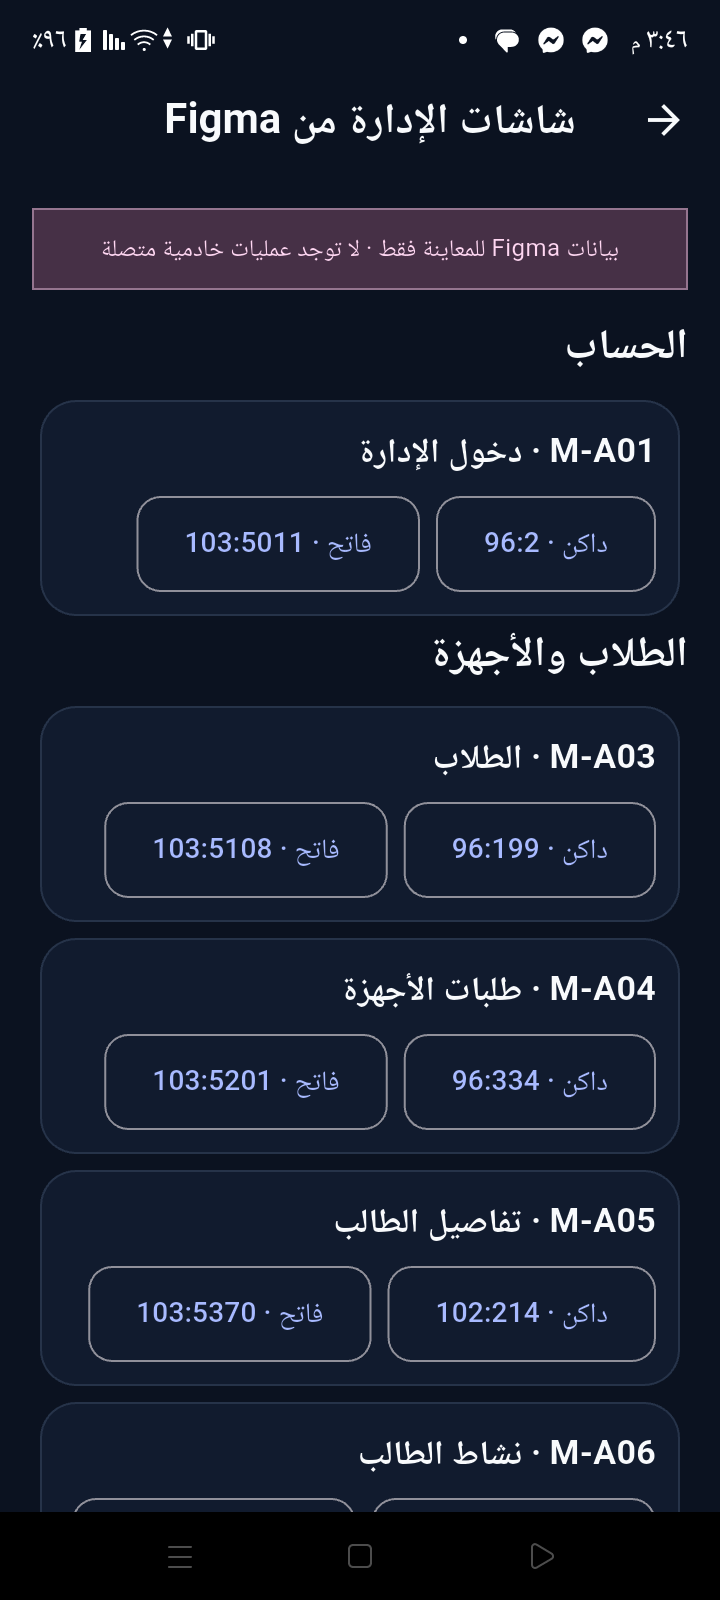 ٣:٤٦ م
٪٩٦
شاشات الإدارة من Figma
بيانات Figma للمعاينة فقط · لا توجد عمليات خادمية متصلة
الحساب
M-A01 · دخول الإدارة
داكن · 96:2
فاتح · 103:5011
الطلاب والأجهزة
M-A03 · الطلاب
داكن · 96:199
فاتح · 103:5108
M-A04 · طلبات الأجهزة
داكن · 96:334
فاتح · 103:5201
M-A05 · تفاصيل الطالب
داكن · 102:214
فاتح · 103:5370
M-A06 · نشاط الطالب